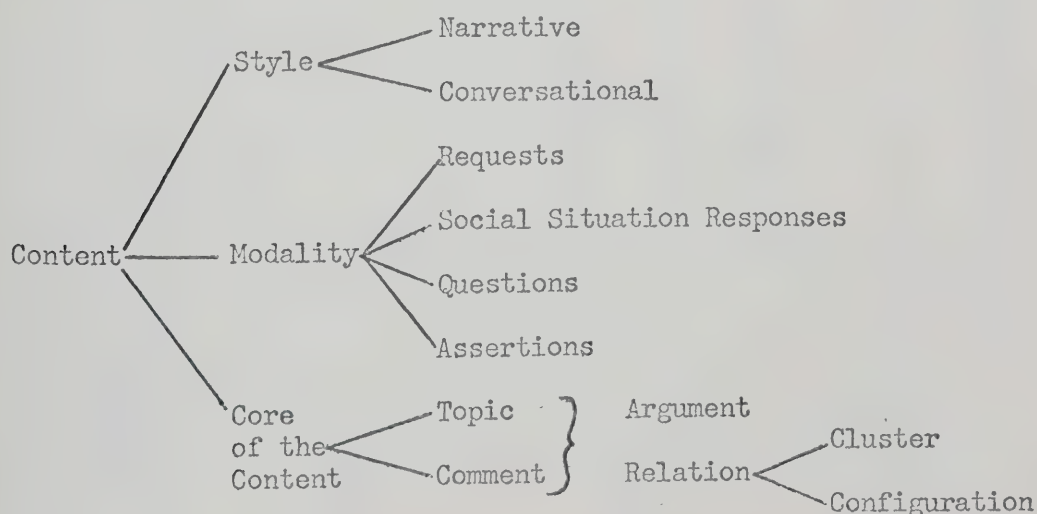 Narrative
Style
Conversational
Requests
Social Situation Responses
Content Modality
Questions
Assertions
Core Topic } Argument
of the Cluster
Content Comment Relation
Configuration